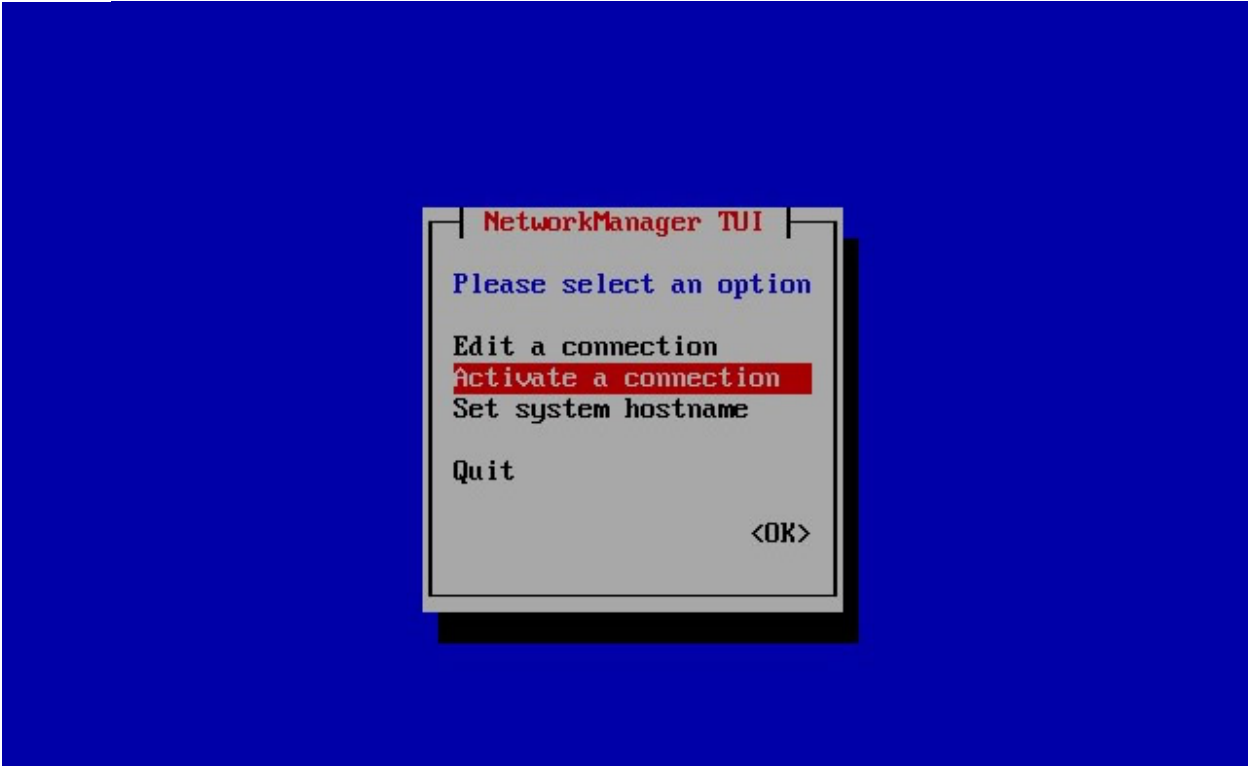 NetworkManager TUI
Please select an option
Edit a connection
Activate a connection
Set system hostname
Quit
<OK>